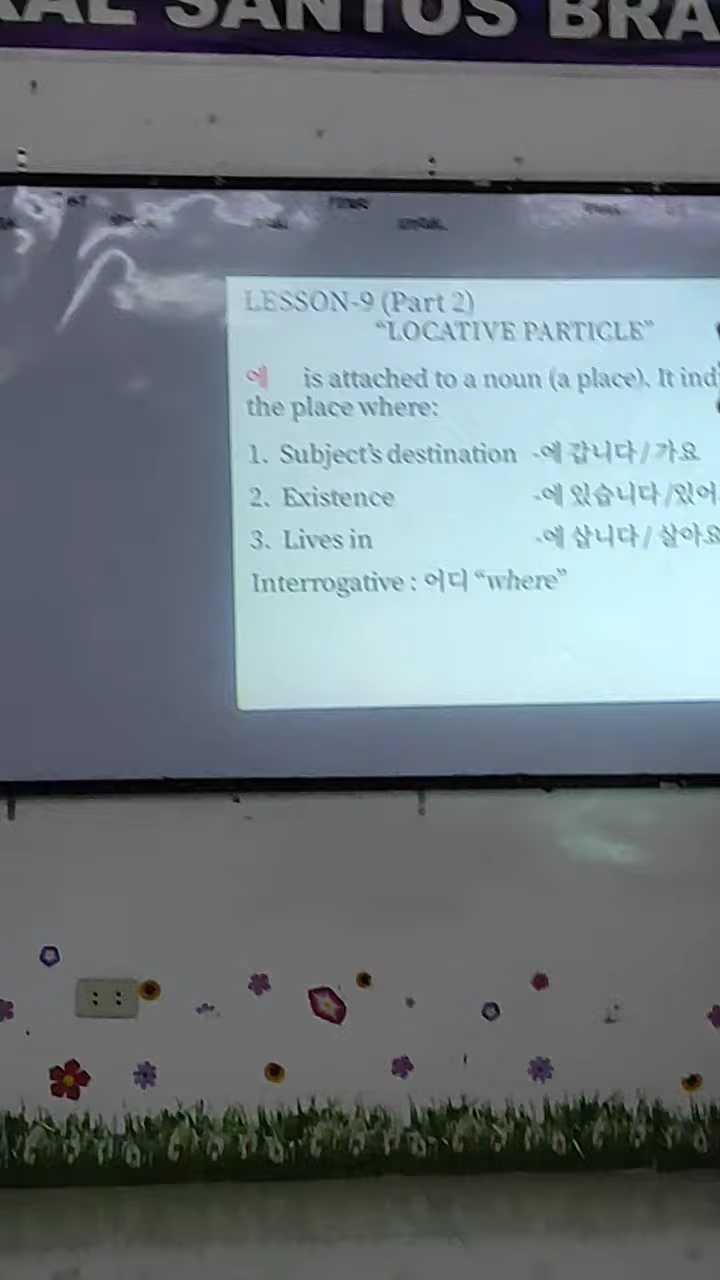 SANTOS BRA
LESSON-9 (Part 2)
"LOCATIVE PARTICLE"
에 is attached to a noun (a place). It ind
the place where:
1. Subject's destination -에 갑니다 / 가요
2. Existence -에 있습니다 /있어
3. Lives in -에 삽니다 / 살아요
Interrogative : 어디 "where"